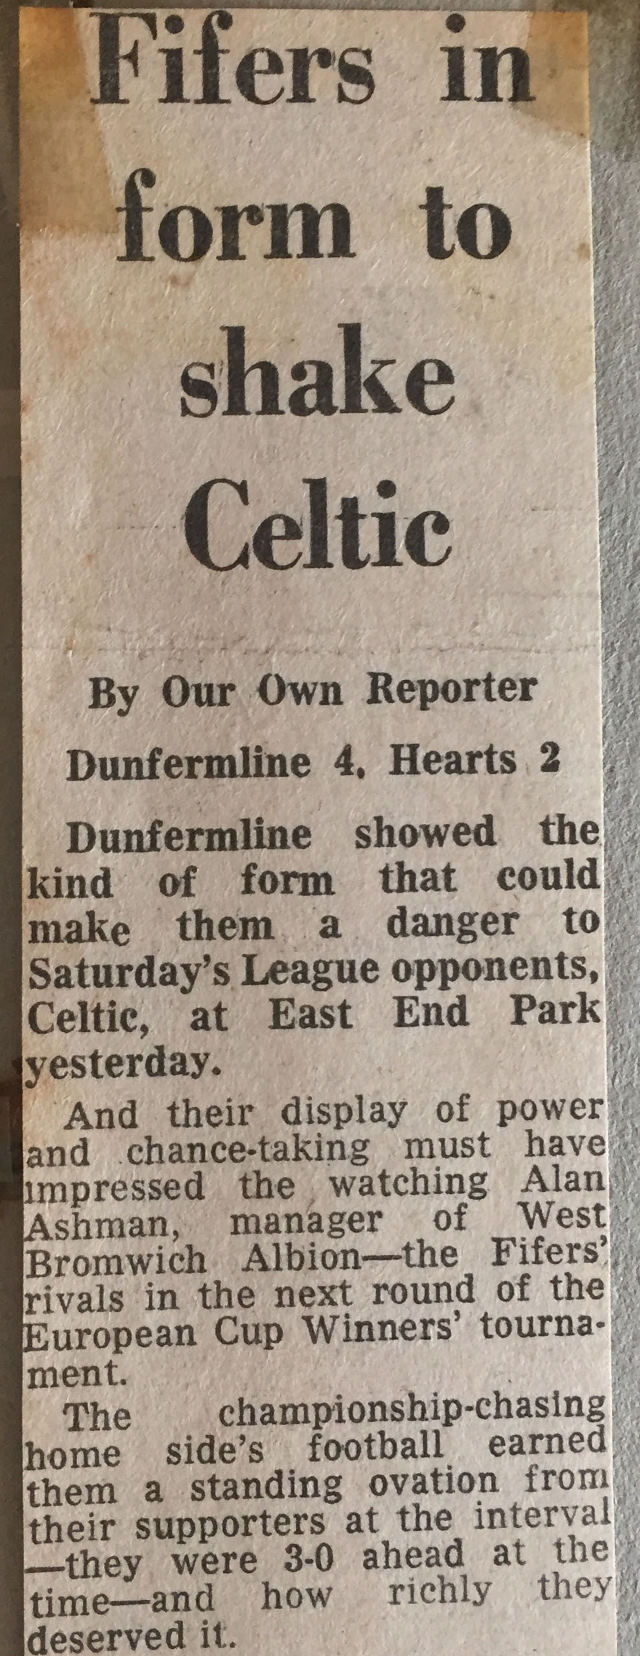 Fifers in
form to
shake
Celtic
By Our Own Reporter
Dunfermline 4, Hearts 2
Dunfermline showed the
kind of form that could
make them a danger to
Saturday's League opponents,
Celtic, at East End Park
yesterday.
And their display of power
and chance-taking must have
impressed the watching Alan
Ashman, manager of West
Bromwich Albion—the Fifers'
rivals in the next round of the
European Cup Winners' tourna-
ment.
The championship-chasing
home side's football earned
them a standing ovation from
their supporters at the interval
—they were 3-0 ahead at the
time—and how richly they
deserved it.